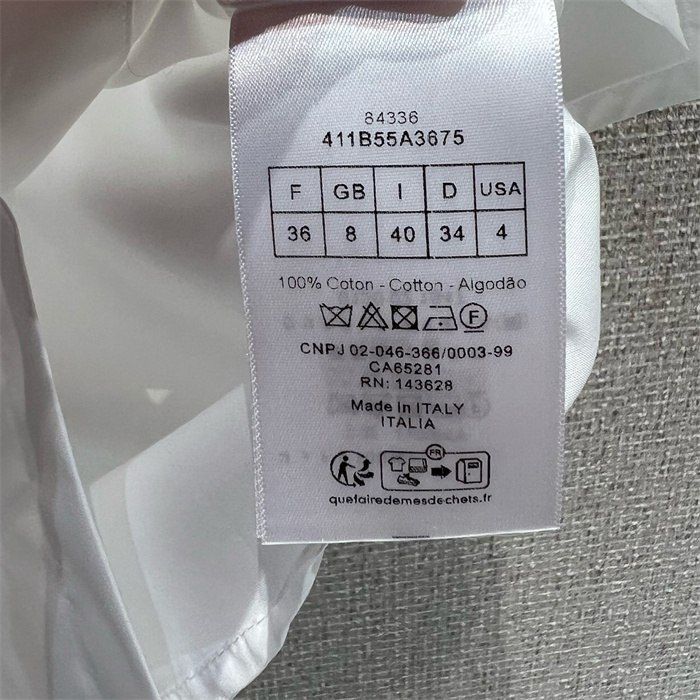 84336
411B55A3675
F GB I D USA
36 8 40 34 4
100% Coton - Cotton - Algodão
F
CNPJ 02-046-366/0003-99
CA65281
RN: 143628
Made in ITALY
ITALIA
FR
quefairedemesdechets.fr